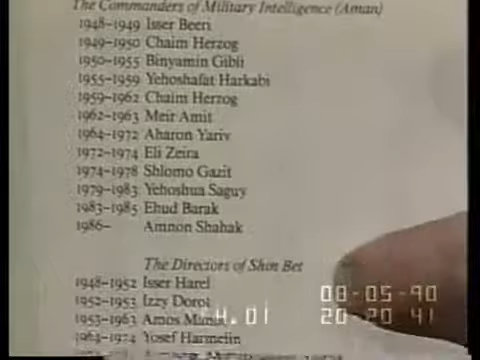 The Commanders of Military Intelligence (Aman)
1948–1949 Isser Beeri
1949–1950 Chaim Herzog
1950–1955 Binyamin Gibli
1955–1959 Yehoshafat Harkabi
1959–1962 Chaim Herzog
1962–1963 Meir Amit
1964–1972 Aharon Yariv
1972–1974 Eli Zeira
1974–1978 Shlomo Gazit
1979–1983 Yehoshua Saguy
1983–1985 Ehud Barak
1986– Amnon Shahak
The Directors of Shin Bet
1948–1952 Isser Harel
08-05-90
1952–1953 Izzy Dorot
1953–1963 Amos
4.01
20-20 41
1964–1974 Yosef Harmelin